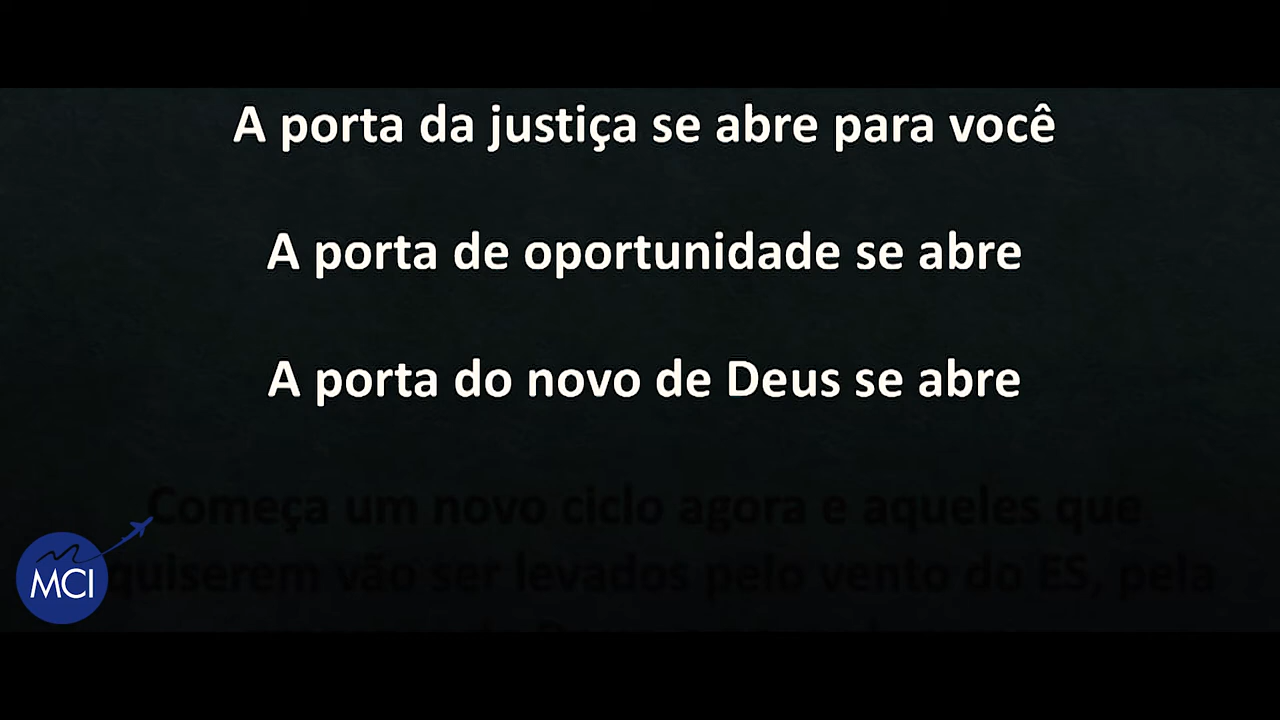 A porta da justiça se abre para você
A porta de oportunidade se abre
A porta do novo de Deus se abre
Começa um novo ciclo agora e aqueles que
quiserem vão ser levados pelo vento do ES, pela
MCI